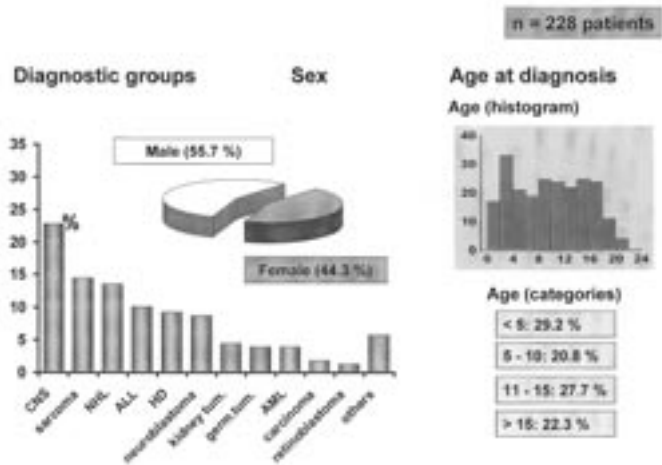 n = 228 patients
Diagnostic groups
Sex
Age at diagnosis
Age (histogram)
35
30
25
20
15
10
5
0
%
Male (55.7 %)
Female (44.3 %)
CNS
sarcoma
NHL
ALL
HD
neuroblastoma
kidney tum.
germ.tum.
AML
carcinoma
retinoblastoma
others
40
20
0
0 4 8 12 16 20 24
Age (categories)
< 5: 29.2 %
5 - 10: 20.8 %
11 - 15: 27.7 %
> 15: 22.3 %